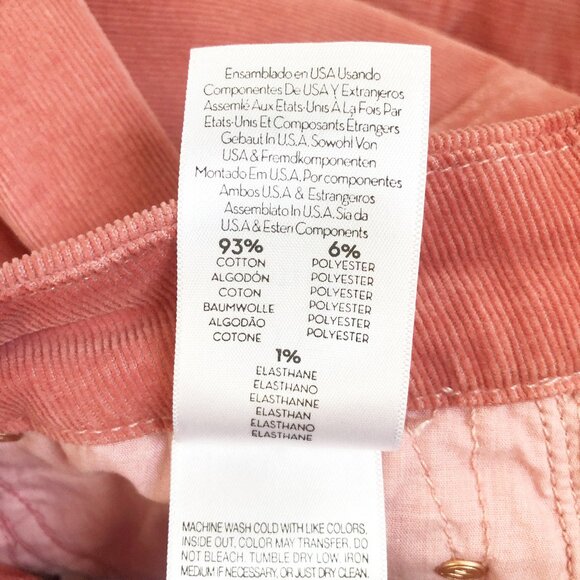 Ensamblado en USA Usando
Componentes De USA Y Extranjeros
Assemlé Aux Etats-Unis À La Fois Par
Etats-Unis Et Composants Étrangers
Gebaut In U.S.A. Sowohl Von
USA & Fremdkomponenten
Montado Em U.S.A. Por componentes
Ambos U.S.A & Estrangeiros
Assemblato In U.S.A. Sia da
U.S.A & Esteri Components
93% 6%
COTTON POLYESTER
ALGODÓN POLYESTER
COTON POLYESTER
BAUMWOLLE POLYESTER
ALGODÃO POLYESTER
COTONE POLYESTER
1%
ELASTHANE
ELASTHANO
ELASTHANNE
ELASTHAN
ELASTHANO
ELASTHANE
MACHINE WASH COLD WITH LIKE COLORS,
INSIDE OUT. COLOR MAY TRANSFER. DO
NOT BLEACH. TUMBLE DRY LOW. IRON
MEDIUM IF NECESSARY, OR JUST DRY CLEAN.